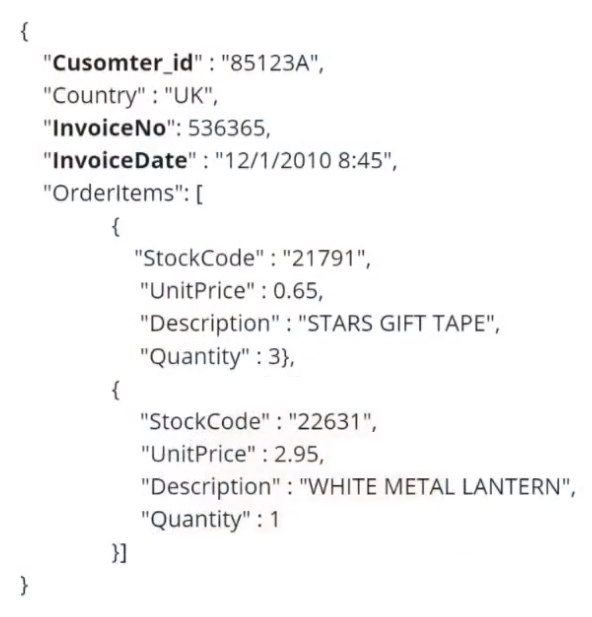 {
"Cusomter_id" : "85123A",
"Country" : "UK",
"InvoiceNo": 536365,
"InvoiceDate" : "12/1/2010 8:45",
"OrderItems": [
{
"StockCode" : "21791",
"UnitPrice" : 0.65,
"Description" : "STARS GIFT TAPE",
"Quantity" : 3},
{
"StockCode" : "22631",
"UnitPrice" : 2.95,
"Description" : "WHITE METAL LANTERN",
"Quantity" : 1
}]
}